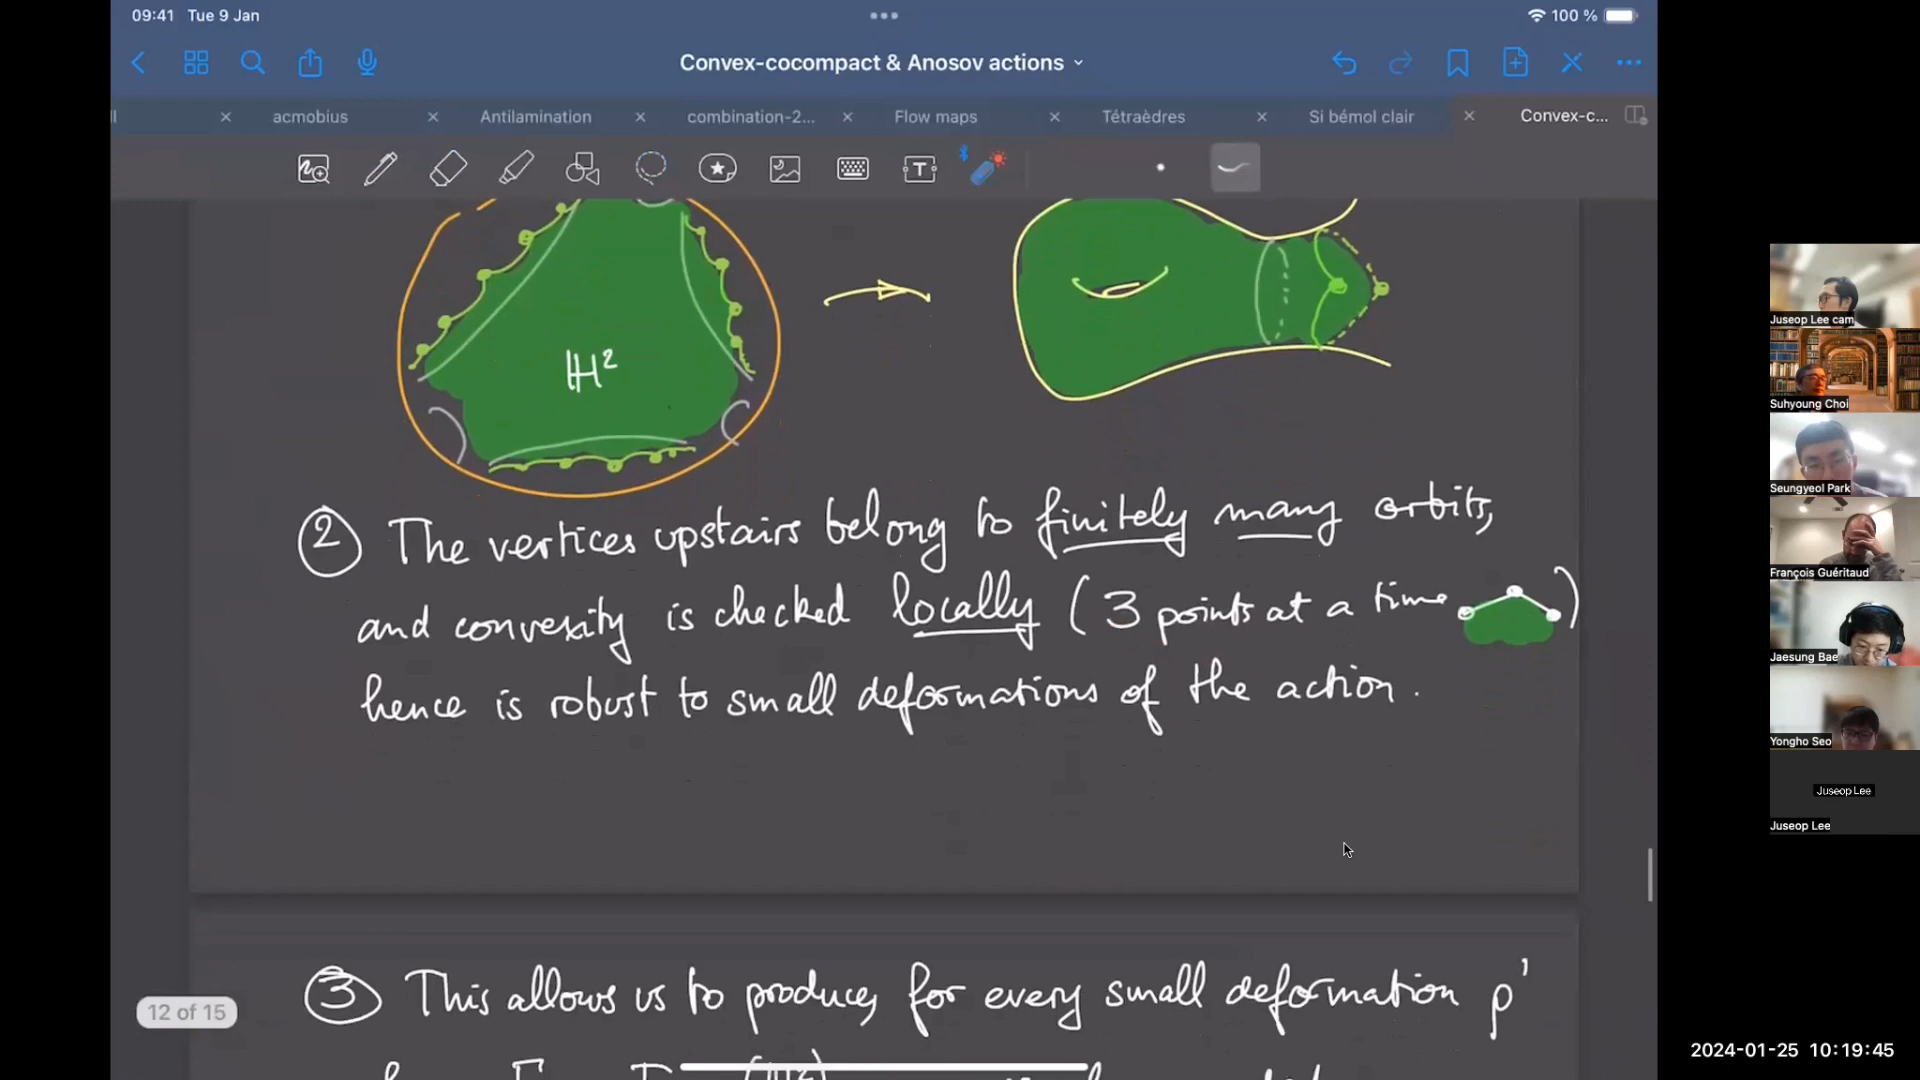 09:41 Tue 9 Jan
100 %
Convex-cocompact & Anosov actions
acmobius
Antilamination
combination-2...
Flow maps
Tétraèdres
Si bémol clair
Convex-c...
T
H²
② The vertices upstairs belong to finitely many orbits,
and convexity is checked locally (3 points at a time )
hence is robust to small deformations of the action.
③ This allows us to produce, for every small deformation ρ'
12 of 15
Juseop Lee cam
Suhyoung Choi
Seungyeol Park
François Guéritaud
Jaesung Bae
Yongho Seo
Juseop Lee
Juseop Lee
2024-01-25 10:19:45